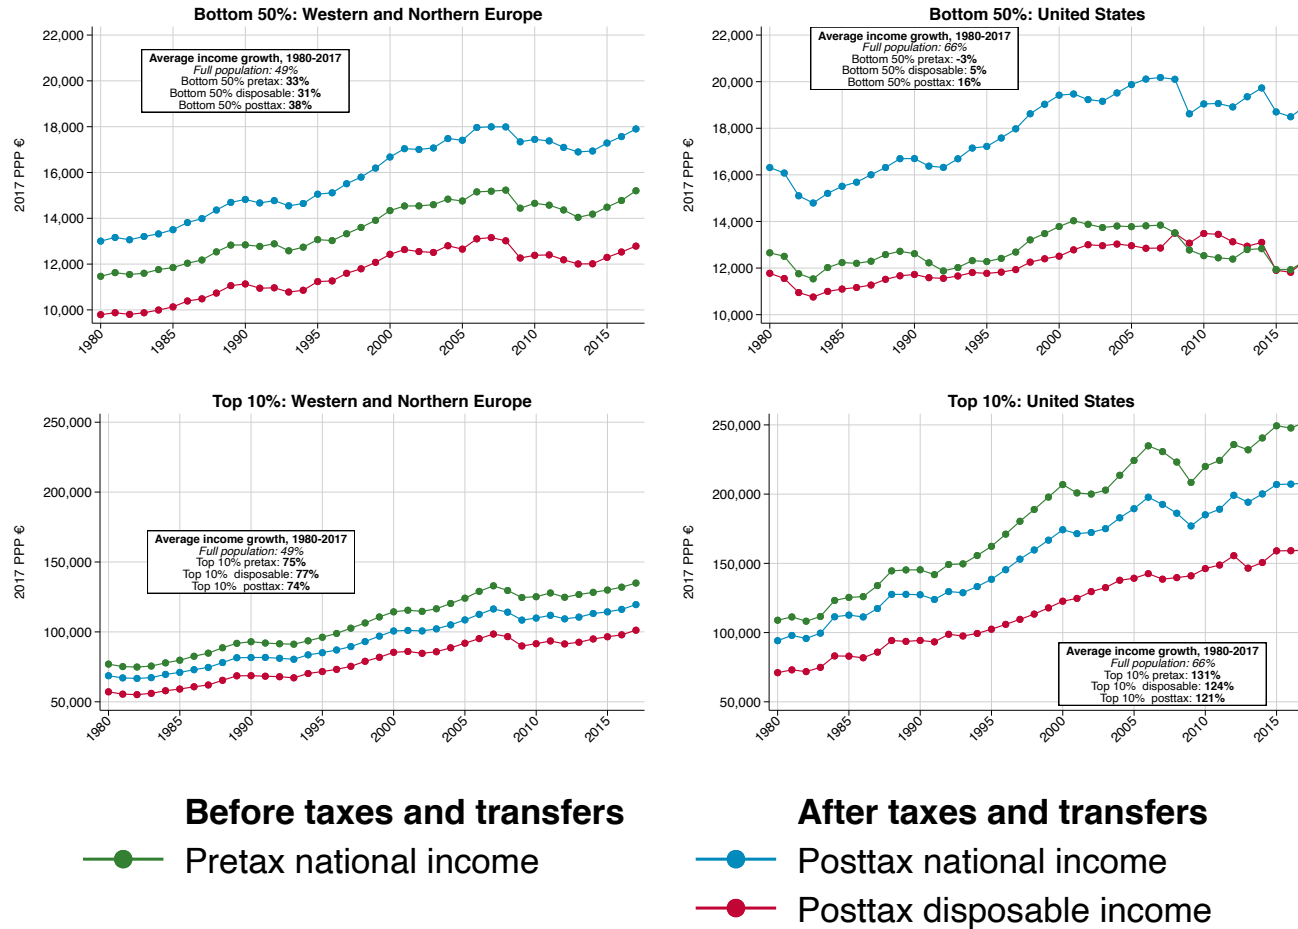 Bottom 50%: Western and Northern Europe
22,000
20,000
18,000
16,000
14,000
12,000
10,000
2017 PPP €
Average income growth, 1980-2017
Full population: 49%
Bottom 50% pretax: 33%
Bottom 50% disposable: 31%
Bottom 50% posttax: 38%
1980
1985
1990
1995
2000
2005
2010
2015
Bottom 50%: United States
22,000
20,000
18,000
16,000
14,000
12,000
10,000
2017 PPP €
Average income growth, 1980-2017
Full population: 66%
Bottom 50% pretax: -3%
Bottom 50% disposable: 5%
Bottom 50% posttax: 16%
1980
1985
1990
1995
2000
2005
2010
2015
Top 10%: Western and Northern Europe
250,000
200,000
150,000
100,000
50,000
2017 PPP €
Average income growth, 1980-2017
Full population: 49%
Top 10% pretax: 75%
Top 10% disposable: 77%
Top 10% posttax: 74%
1980
1985
1990
1995
2000
2005
2010
2015
Top 10%: United States
250,000
200,000
150,000
100,000
50,000
2017 PPP €
Average income growth, 1980-2017
Full population: 66%
Top 10% pretax: 131%
Top 10% disposable: 124%
Top 10% posttax: 121%
1980
1985
1990
1995
2000
2005
2010
2015
Before taxes and transfers
Pretax national income
After taxes and transfers
Posttax national income
Posttax disposable income